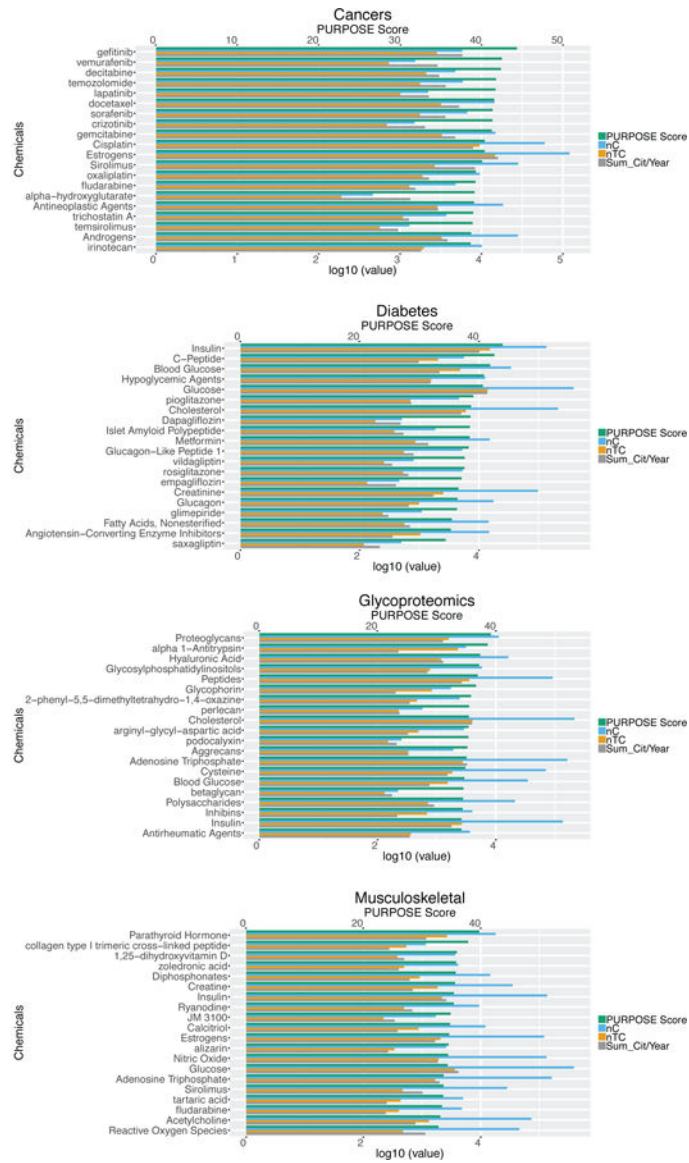 Cancers
PURPOSE Score
0 10 20 30 40 50
Chemicals
gefitinib
vemurafenib
decitabine
temozolomide
lapatinib
docetaxel
sorafenib
crizotinib
gemcitabine
Cisplatin
Estrogens
Sirolimus
oxaliplatin
fludarabine
alpha-hydroxyglutarate
Antineoplastic Agents
trichostatin A
temsirolimus
Androgens
irinotecan
PURPOSE Score
nC
nTC
Sum_Cit/Year
0 1 2 3 4 5
log10 (value)
Diabetes
PURPOSE Score
0 20 40
Chemicals
Insulin
C-Peptide
Blood Glucose
Hypoglycemic Agents
Glucose
pioglitazone
Cholesterol
Dapagliflozin
Islet Amyloid Polypeptide
Metformin
Glucagon-Like Peptide 1
vildagliptin
rosiglitazone
empagliflozin
Creatinine
Glucagon
glimepiride
Fatty Acids, Nonesterified
Angiotensin-Converting Enzyme Inhibitors
saxagliptin
PURPOSE Score
nC
nTC
Sum_Cit/Year
0 2 4
log10 (value)
Glycoproteomics
PURPOSE Score
0 20 40
Chemicals
Proteoglycans
alpha 1-Antitrypsin
Hyaluronic Acid
Glycosylphosphatidylinositols
Peptides
Glycophorin
2-phenyl-5,5-dimethyltetrahydro-1,4-oxazine
perlecan
Cholesterol
arginyl-glycyl-aspartic acid
podocalyxin
Aggrecans
Adenosine Triphosphate
Cysteine
Blood Glucose
betaglycan
Polysaccharides
Inhibins
Insulin
Antirheumatic Agents
PURPOSE Score
nC
nTC
Sum_Cit/Year
0 2 4
log10 (value)
Musculoskeletal
PURPOSE Score
0 20 40
Chemicals
Parathyroid Hormone
collagen type I trimeric cross-linked peptide
1,25-dihydroxyvitamin D
zoledronic acid
Diphosphonates
Creatine
Insulin
Ryanodine
JM 3100
Calcitriol
Estrogens
alizarin
Nitric Oxide
Glucose
Adenosine Triphosphate
Sirolimus
tartaric acid
fludarabine
Acetylcholine
Reactive Oxygen Species
PURPOSE Score
nC
nTC
Sum_Cit/Year
0 2 4
log10 (value)